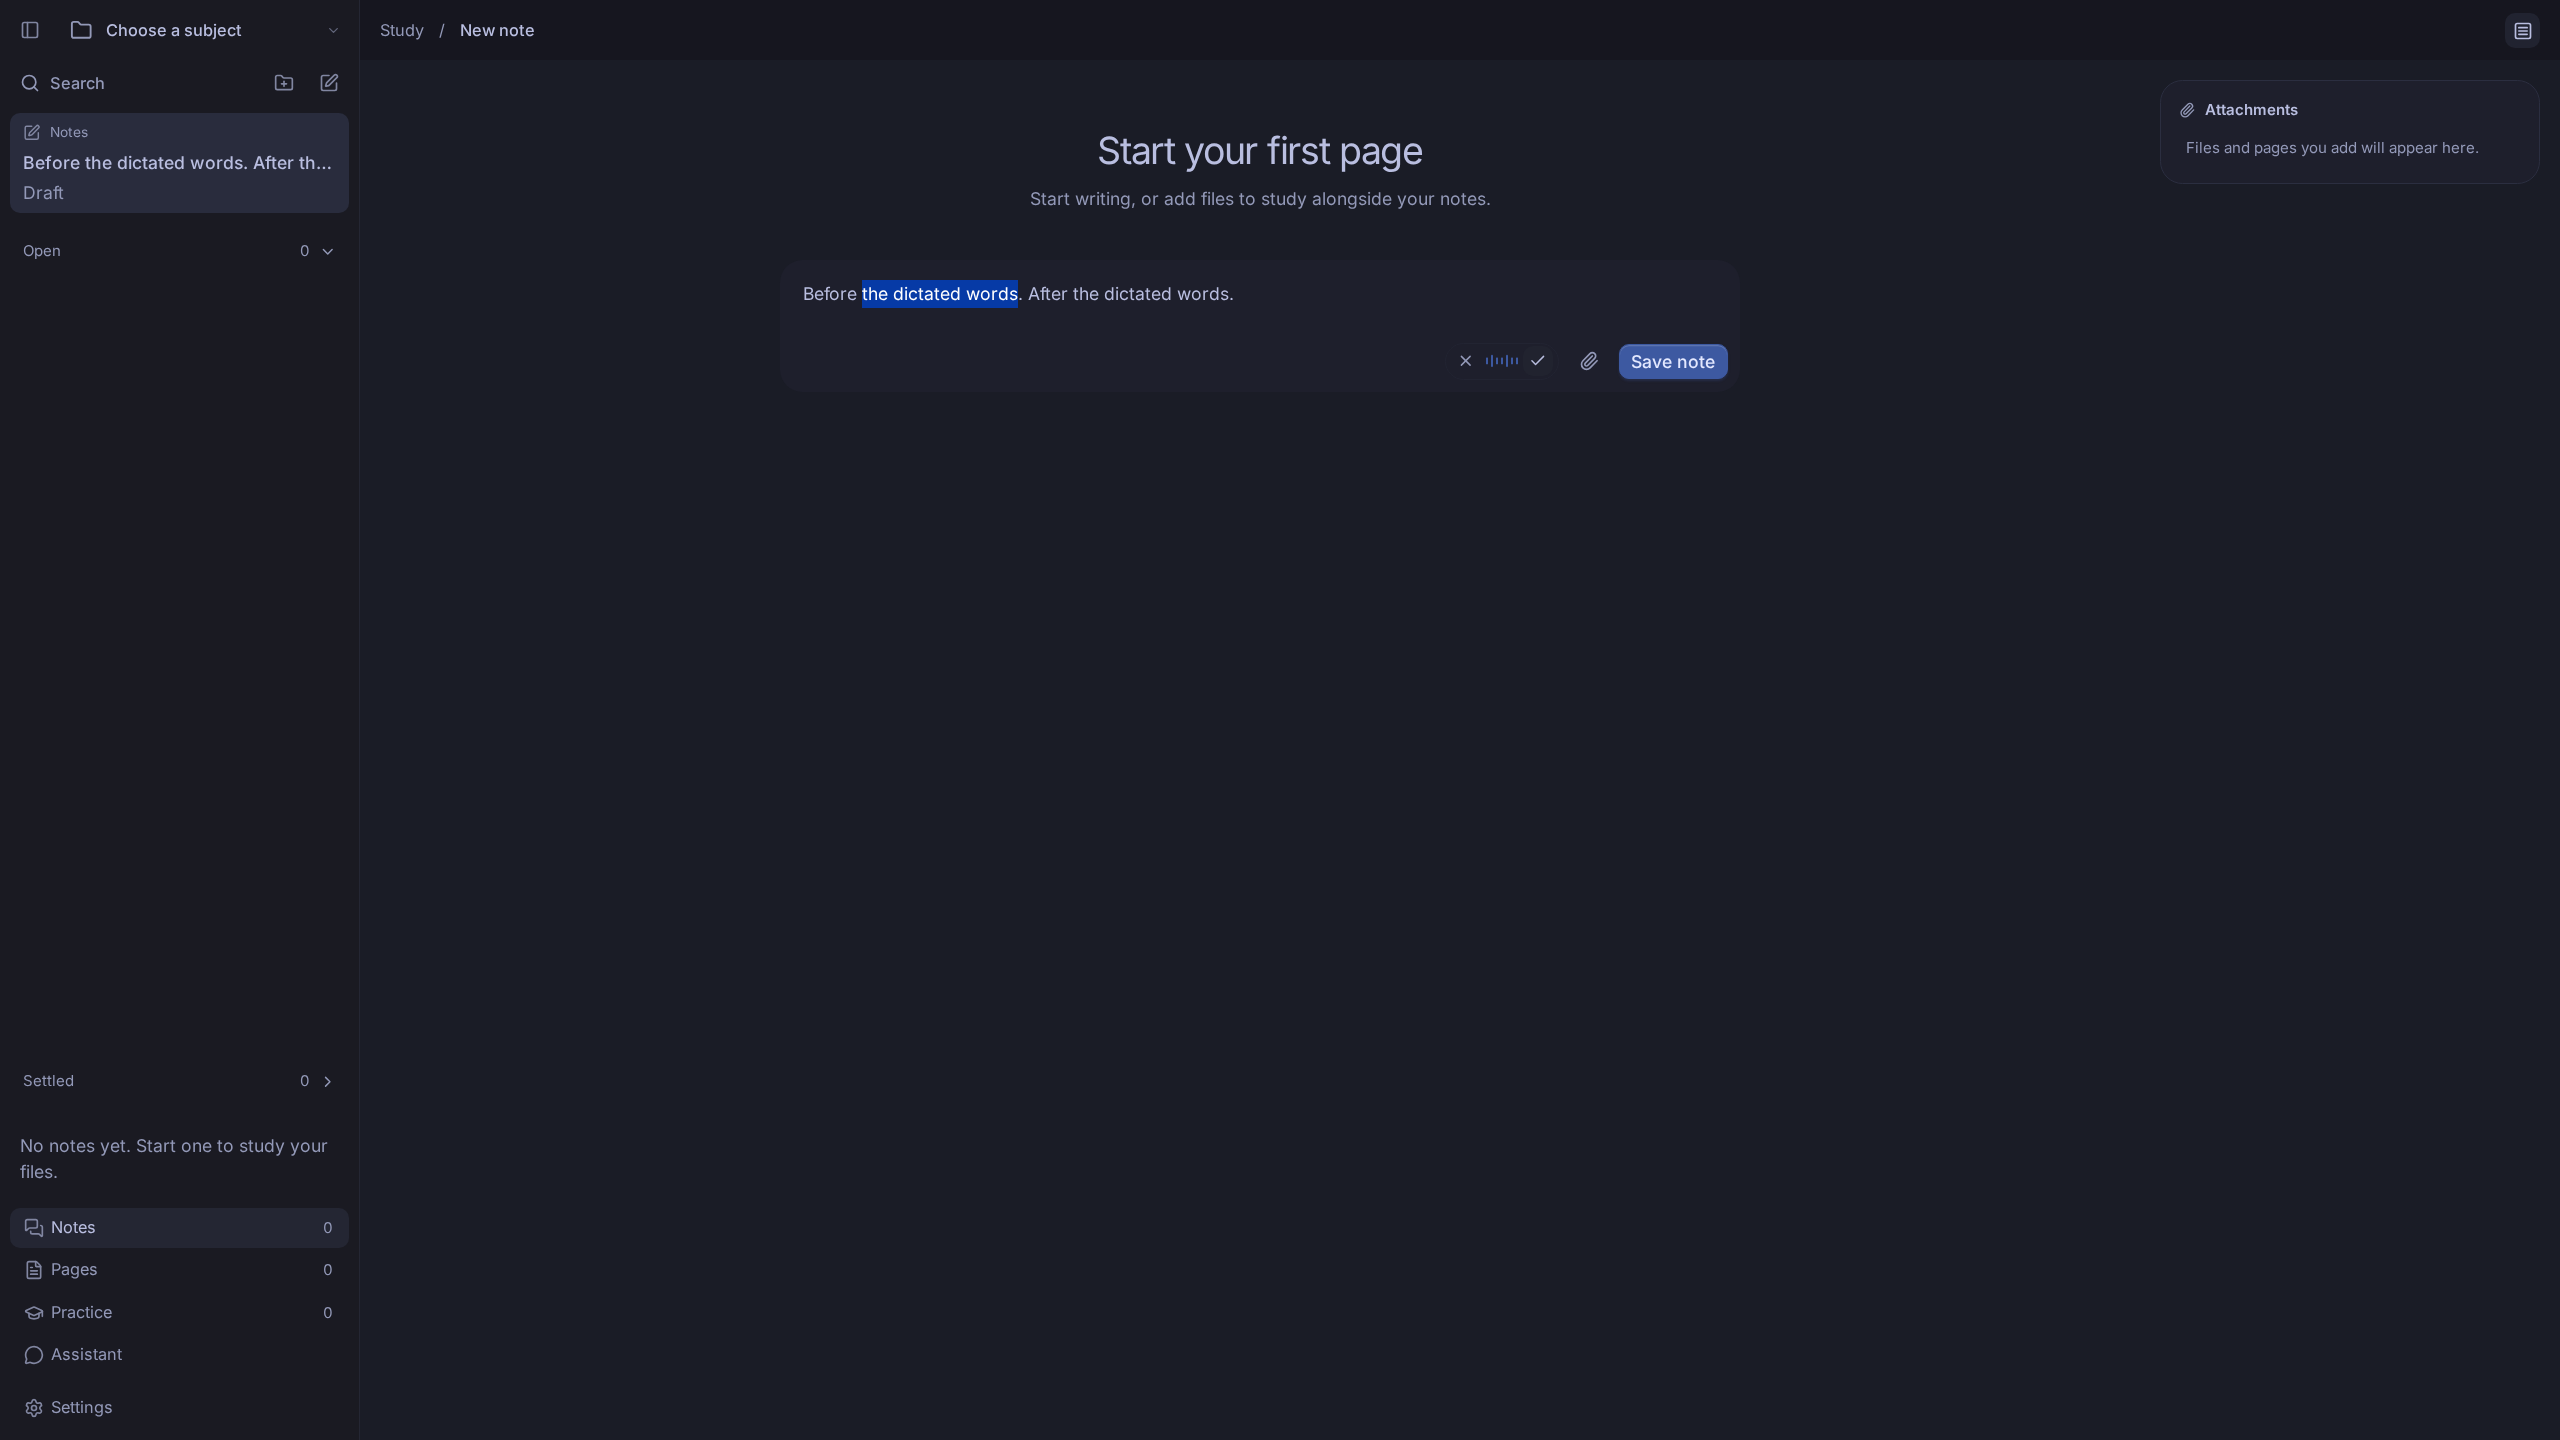 Choose a subject
Search
Notes
Before the dictated words. After th...
Draft
Open 0
Settled 0
No notes yet. Start one to study your
files.
Notes 0
Pages 0
Practice 0
Assistant
Settings
Study / New note
Start your first page
Start writing, or add files to study alongside your notes.
Before the dictated words. After the dictated words.
Save note
Attachments
Files and pages you add will appear here.